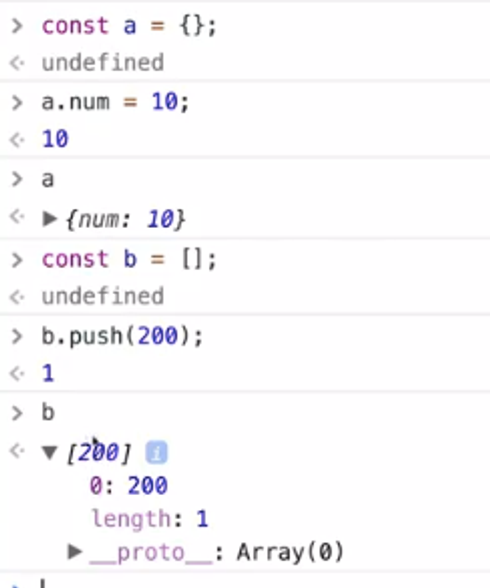 > const a = {};
<· undefined
> a.num = 10;
<· 10
> a
<· ▶ {num: 10}
> const b = [];
<· undefined
> b.push(200);
<· 1
> b
<· ▼ [200] i
0: 200
length: 1
▶ __proto__: Array(0)
>